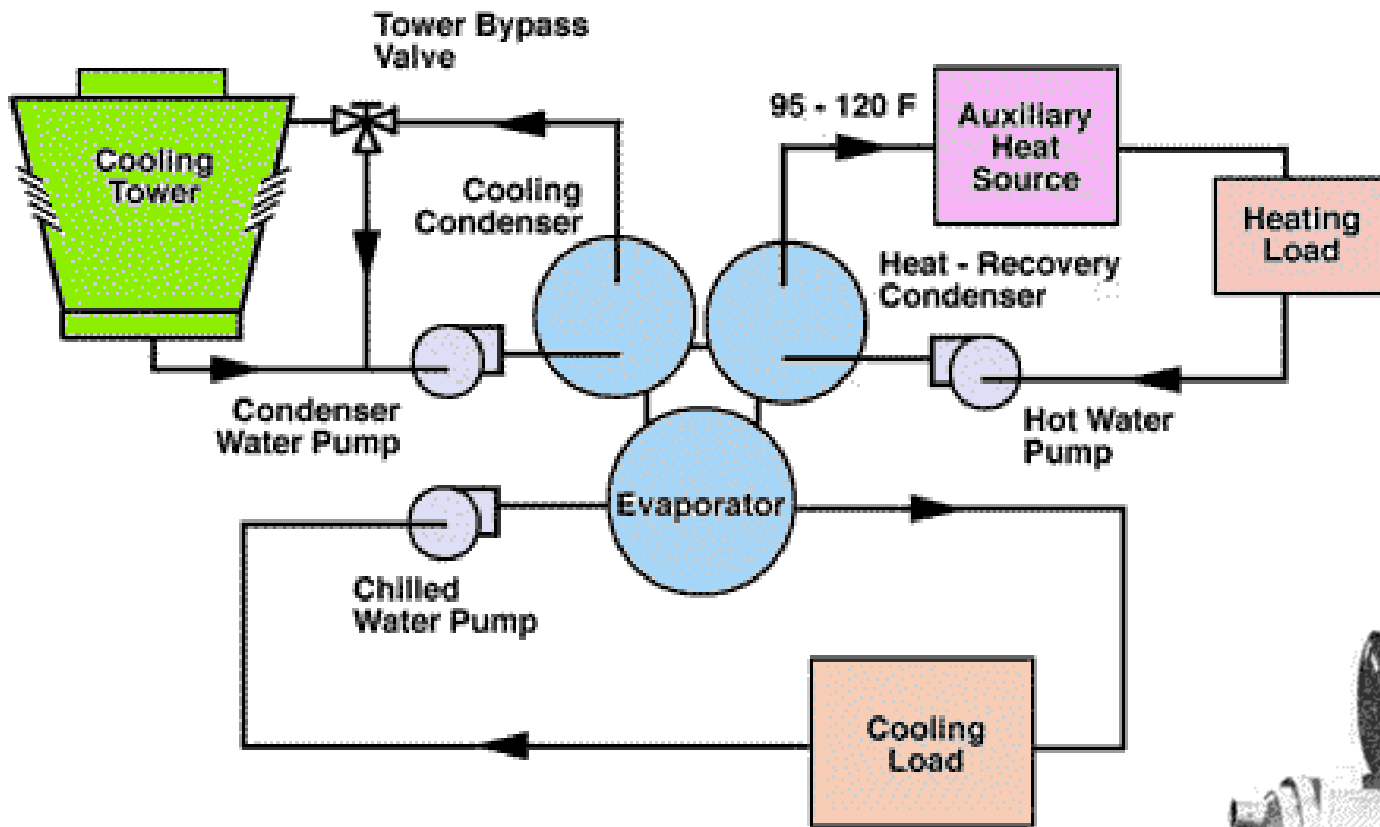 Tower Bypass
Valve
95 - 120 F
Auxiliary
Heat
Source
Cooling
Tower
Cooling
Condenser
Heating
Load
Heat - Recovery
Condenser
Condenser
Water Pump
Hot Water
Pump
Evaporator
Chilled
Water Pump
Cooling
Load